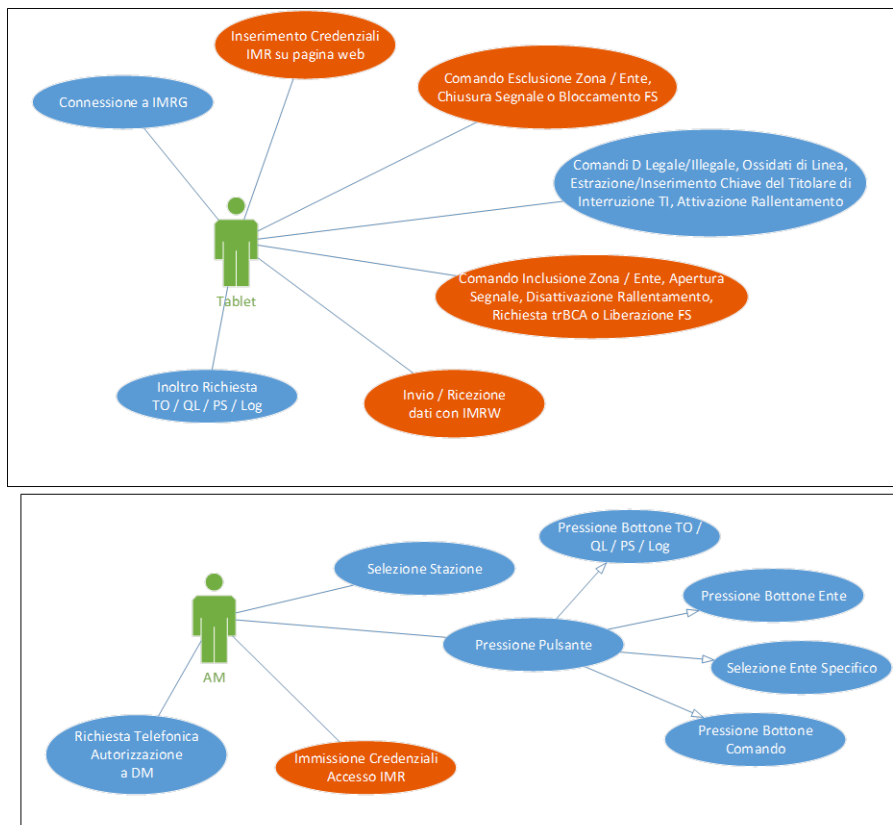 Inserimento Credenziali
IMR su pagina web
Connessione a IMRG
Comando Esclusione Zona / Ente,
Chiusura Segnale o Bloccamento FS
Comandi D Legale/Illegale, Ossidati di Linea,
Estrazione/Inserimento Chiave del Titolare di
Interruzione TI, Attivazione Rallentamento
Tablet
Comando Inclusione Zona / Ente, Apertura
Segnale, Disattivazione Rallentamento,
Richiesta trBCA o Liberazione FS
Inoltro Richiesta
TO / QL / PS / Log
Invio / Ricezione
dati con IMRW
Pressione Bottone TO /
QL / PS / Log
Selezione Stazione
Pressione Bottone Ente
Pressione Pulsante
Selezione Ente Specifico
AM
Richiesta Telefonica
Autorizzazione
a DM
Immissione Credenziali
Accesso IMR
Pressione Bottone
Comando